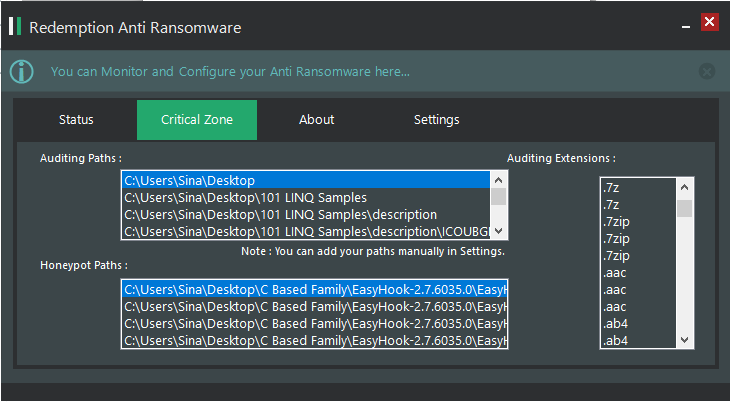 Redemption Anti Ransomware
You can Monitor and Configure your Anti Ransomware here...
Status
Critical Zone
About
Settings
Auditing Paths :
C:\Users\Sina\Desktop
C:\Users\Sina\Desktop\101 LINQ Samples
C:\Users\Sina\Desktop\101 LINQ Samples\description
C:\Users\Sina\Desktop\101 LINQ Samples\description\ICOUBG
Note : You can add your paths manually in Settings.
Honeypot Paths :
C:\Users\Sina\Desktop\C Based Family\EasyHook-2.7.6035.0\EasyH
C:\Users\Sina\Desktop\C Based Family\EasyHook-2.7.6035.0\EasyH
C:\Users\Sina\Desktop\C Based Family\EasyHook-2.7.6035.0\EasyH
C:\Users\Sina\Desktop\C Based Family\EasyHook-2.7.6035.0\EasyH
Auditing Extensions :
.7z
.7z
.7zip
.7zip
.7zip
.aac
.aac
.aac
.ab4
.ab4